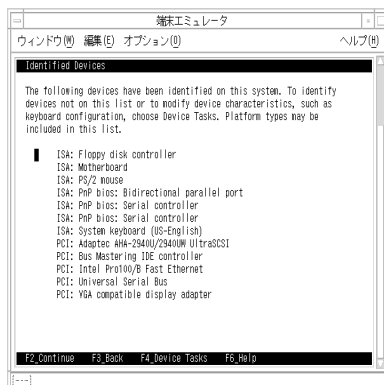 端末エミュレータ
ウィンドウ(W) 編集(E) オプション(O) ヘルプ(H)
Identified Devices
The following devices have been identified on this system. To identify
devices not on this list or to modify device characteristics, such as
keyboard configuration, choose Device Tasks. Platform types may be
included in this list.
ISA: Floppy disk controller
ISA: Motherboard
ISA: PS/2 mouse
ISA: PnP bios: Bidirectional parallel port
ISA: PnP bios: Serial controller
ISA: PnP bios: Serial controller
ISA: System keyboard (US-English)
PCI: Adaptec AHA-2940U/2940UW UltraSCSI
PCI: Bus Mastering IDE controller
PCI: Intel Pro100/B Fast Ethernet
PCI: Universal Serial Bus
PCI: VGA compatible display adapter
F2_Continue F3_Back F4_Device Tasks F6_Help
[---]